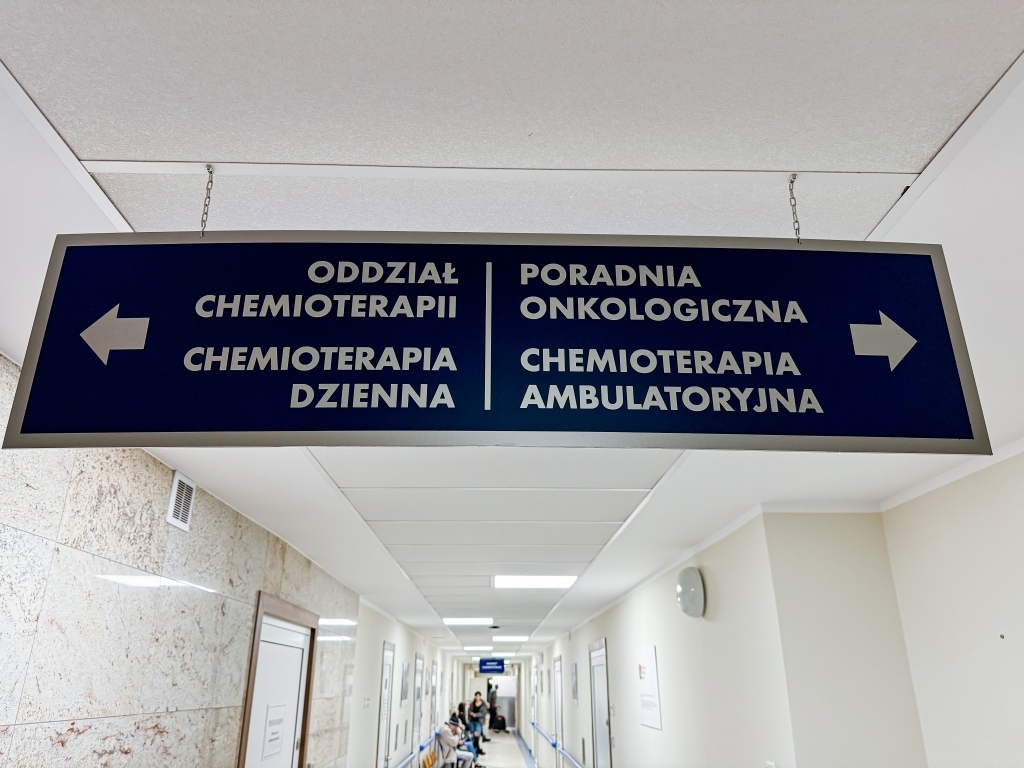 ODDZIAŁ
CHEMIOTERAPII
CHEMIOTERAPIA
DZIENNA
PORADNIA
ONKOLOGICZNA
CHEMIOTERAPIA
AMBULATORYJNA